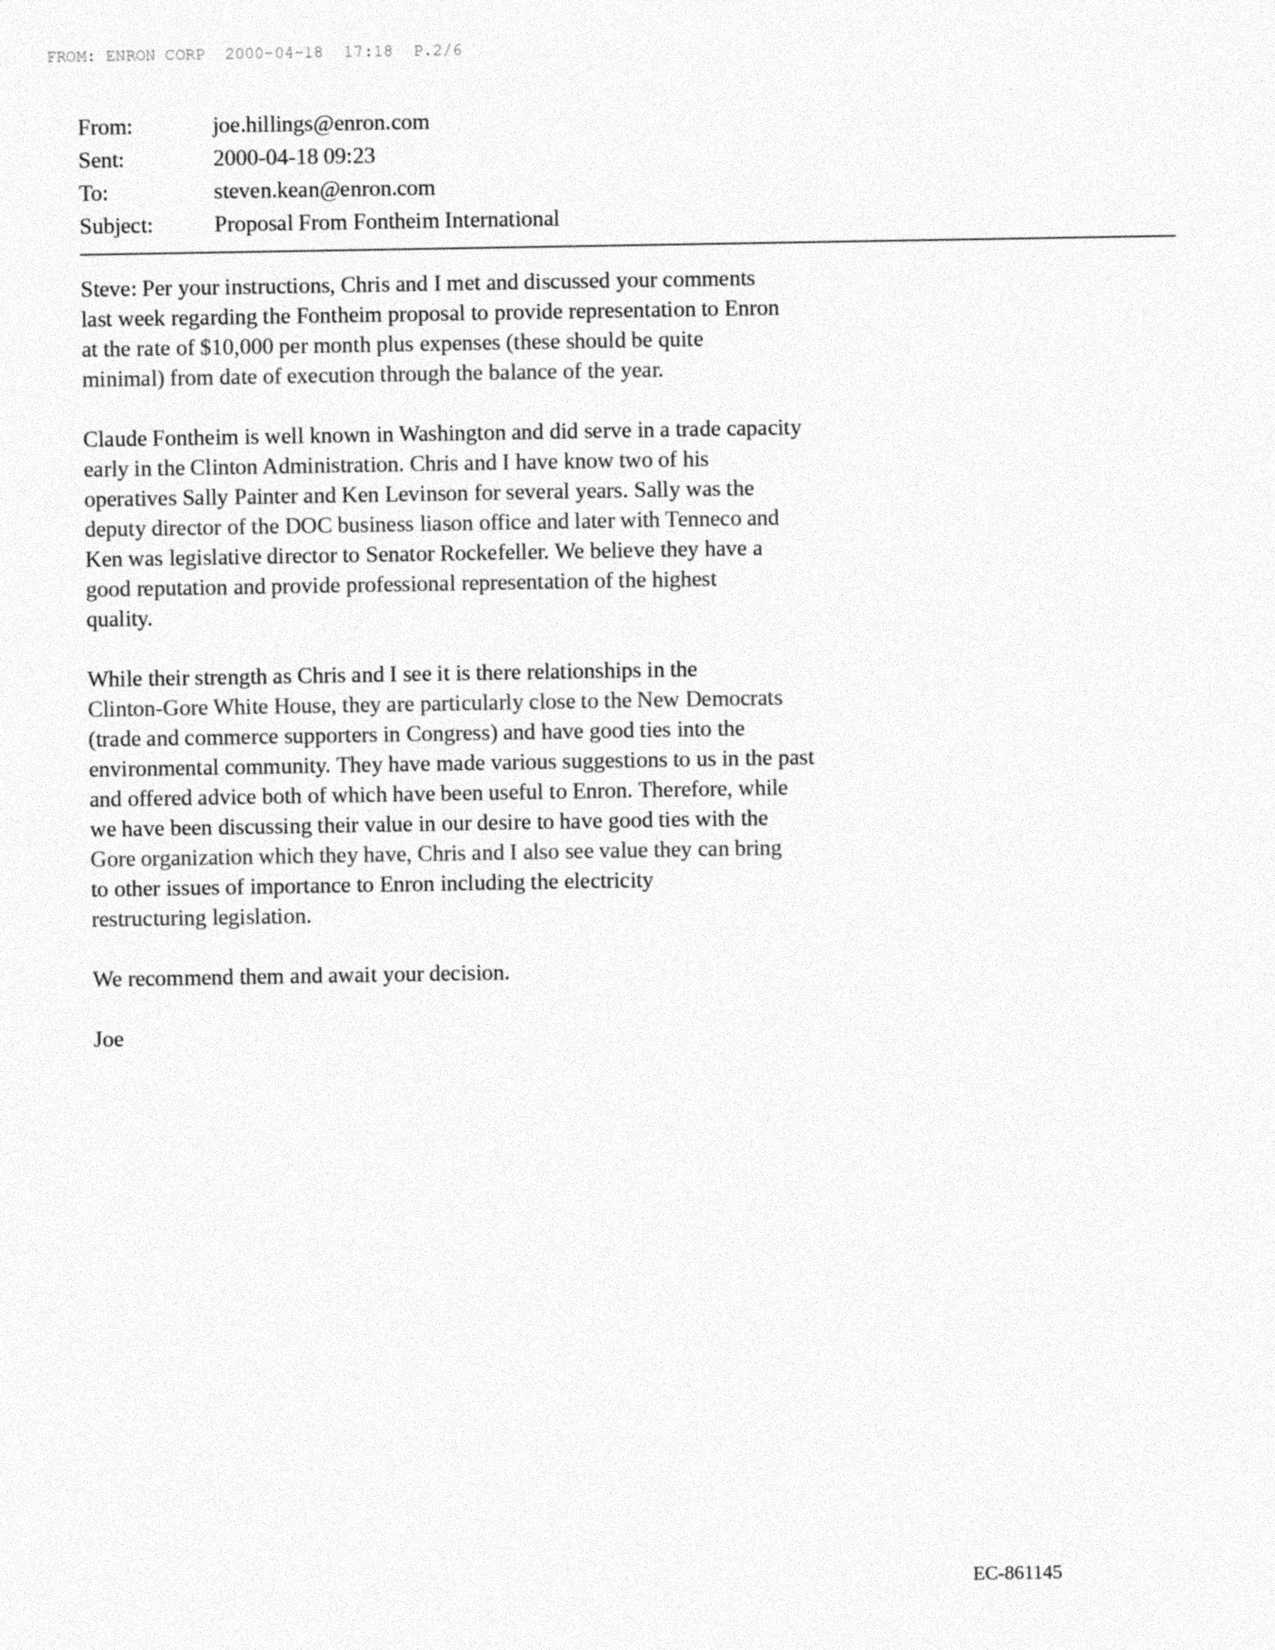 FROM: ENRON CORP 2000-04-18 17:18 P.2/6
From: joe.hillings@enron.com
Sent: 2000-04-18 09:23
To: steven.kean@enron.com
Subject: Proposal From Fontheim International
Steve: Per your instructions, Chris and I met and discussed your comments
last week regarding the Fontheim proposal to provide representation to Enron
at the rate of $10,000 per month plus expenses (these should be quite
minimal) from date of execution through the balance of the year.
Claude Fontheim is well known in Washington and did serve in a trade capacity
early in the Clinton Administration. Chris and I have know two of his
operatives Sally Painter and Ken Levinson for several years. Sally was the
deputy director of the DOC business liason office and later with Tenneco and
Ken was legislative director to Senator Rockefeller. We believe they have a
good reputation and provide professional representation of the highest
quality.
While their strength as Chris and I see it is there relationships in the
Clinton-Gore White House, they are particularly close to the New Democrats
(trade and commerce supporters in Congress) and have good ties into the
environmental community. They have made various suggestions to us in the past
and offered advice both of which have been useful to Enron. Therefore, while
we have been discussing their value in our desire to have good ties with the
Gore organization which they have, Chris and I also see value they can bring
to other issues of importance to Enron including the electricity
restructuring legislation.
We recommend them and await your decision.
Joe
EC-861145